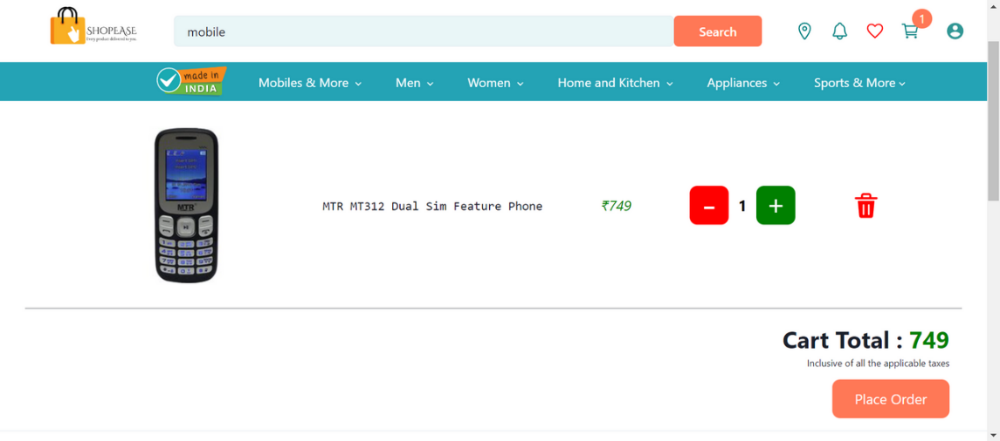 SHOPEASE
Every product delivered to you.
mobile
Search
1
made in
INDIA
Mobiles & More
Men
Women
Home and Kitchen
Appliances
Sports & More
MTR
MTR MT312 Dual Sim Feature Phone
₹749
–
1
+
Cart Total : 749
Inclusive of all the applicable taxes
Place Order